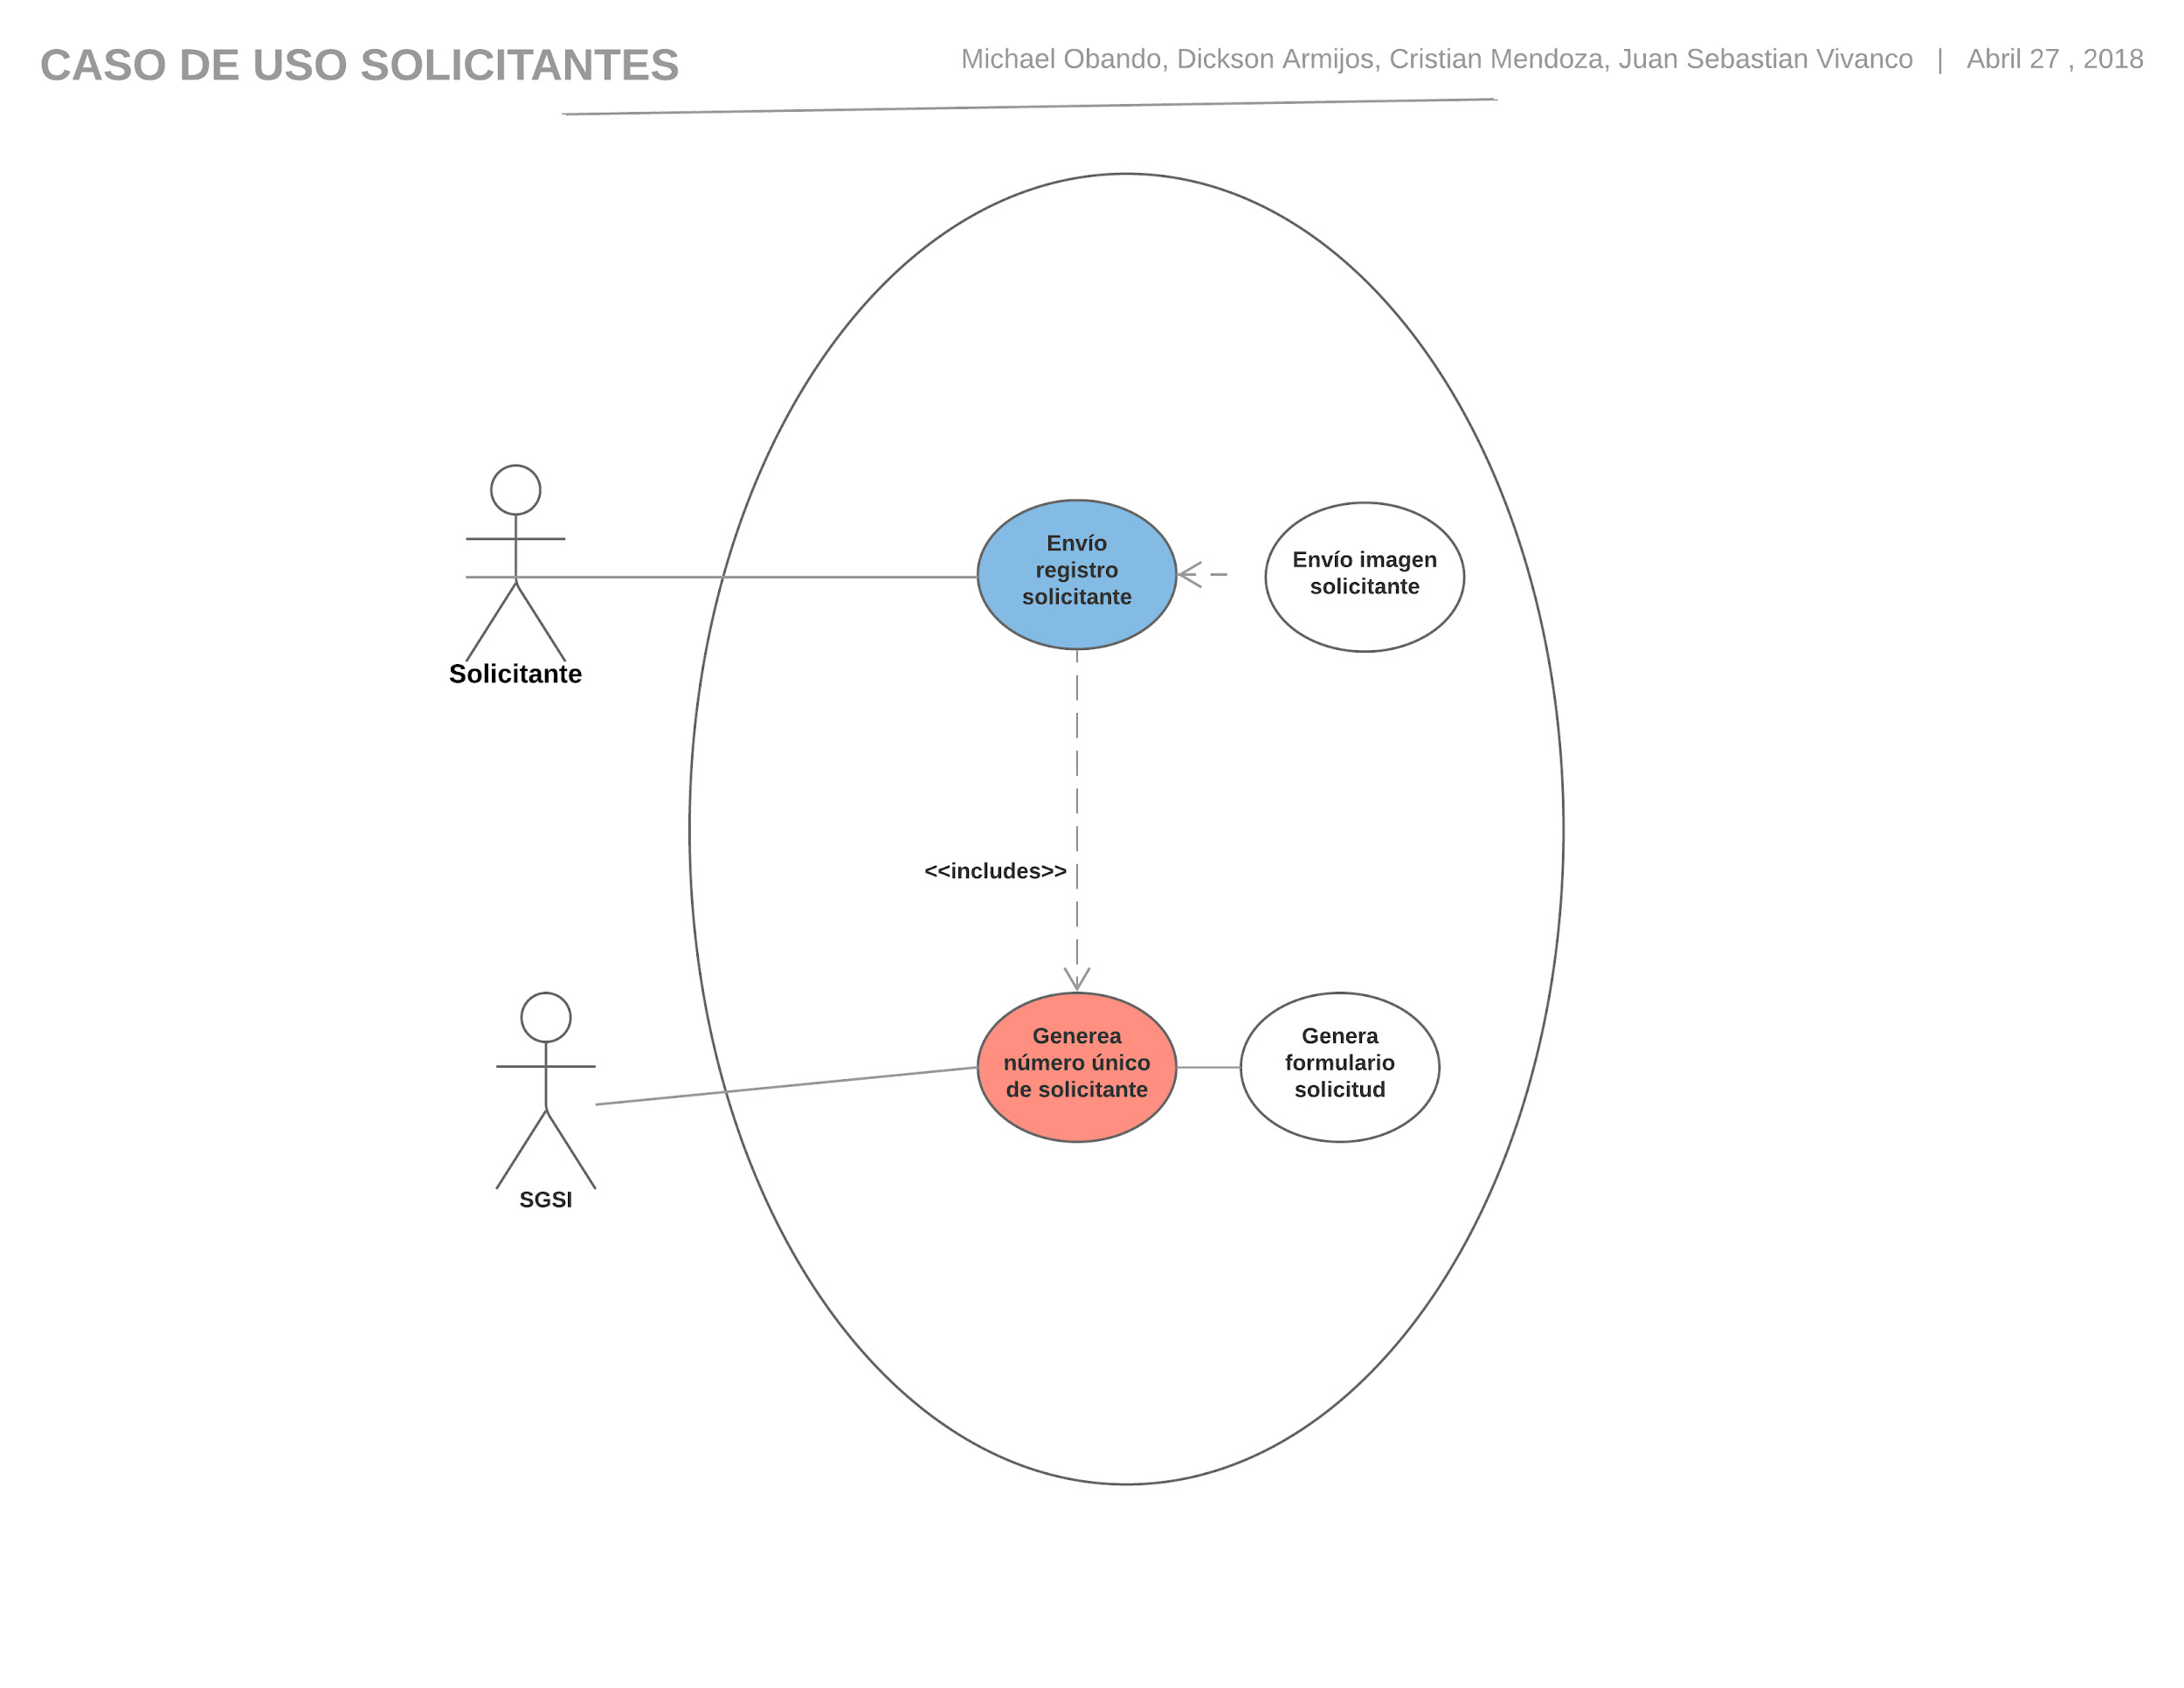 CASO DE USO SOLICITANTES
Michael Obando, Dickson Armijos, Cristian Mendoza, Juan Sebastian Vivanco | Abril 27 , 2018
Envío
registro
solicitante
Envío imagen
solicitante
Solicitante
<<includes>>
Generea
número único
de solicitante
Genera
formulario
solicitud
SGSI